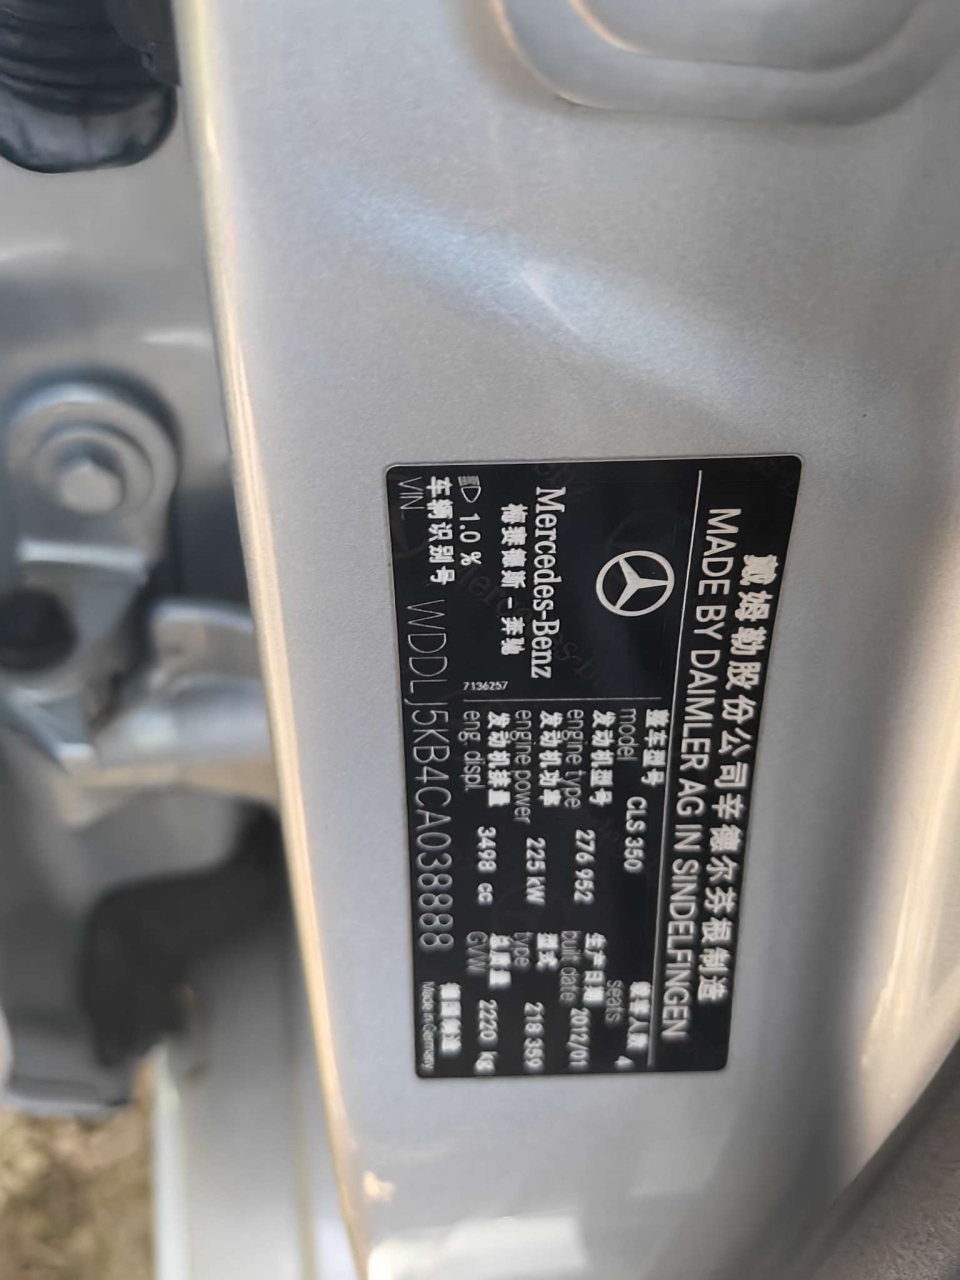 戴姆勒股份公司辛德尔芬根制造
MADE BY DAIMLER AG IN SINDELFINGEN
Mercedes-Benz
梅赛德斯-奔驰
1.0 %
7136257
整车型号 CLS 350 乘坐人数 4
model seats
发动机型号 276 952 生产日期 2012/01
engine type built date
发动机功率 225 kW 型式 218 359
engine power type
发动机排量 3498 cc 总质量 2220 kg
eng. displ. GVW
车辆识别号 WDDLJ5KB4CA038888 德国制造
VIN Made in Germany